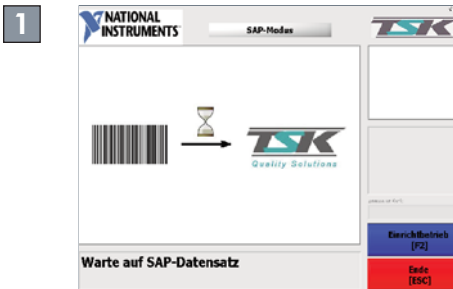 1
NATIONAL
INSTRUMENTS
SAP-Modus
TSK
TSK
Quality Solutions
Einrichtbetrieb
[F2]
Warte auf SAP-Datensatz
Ende
[ESC]